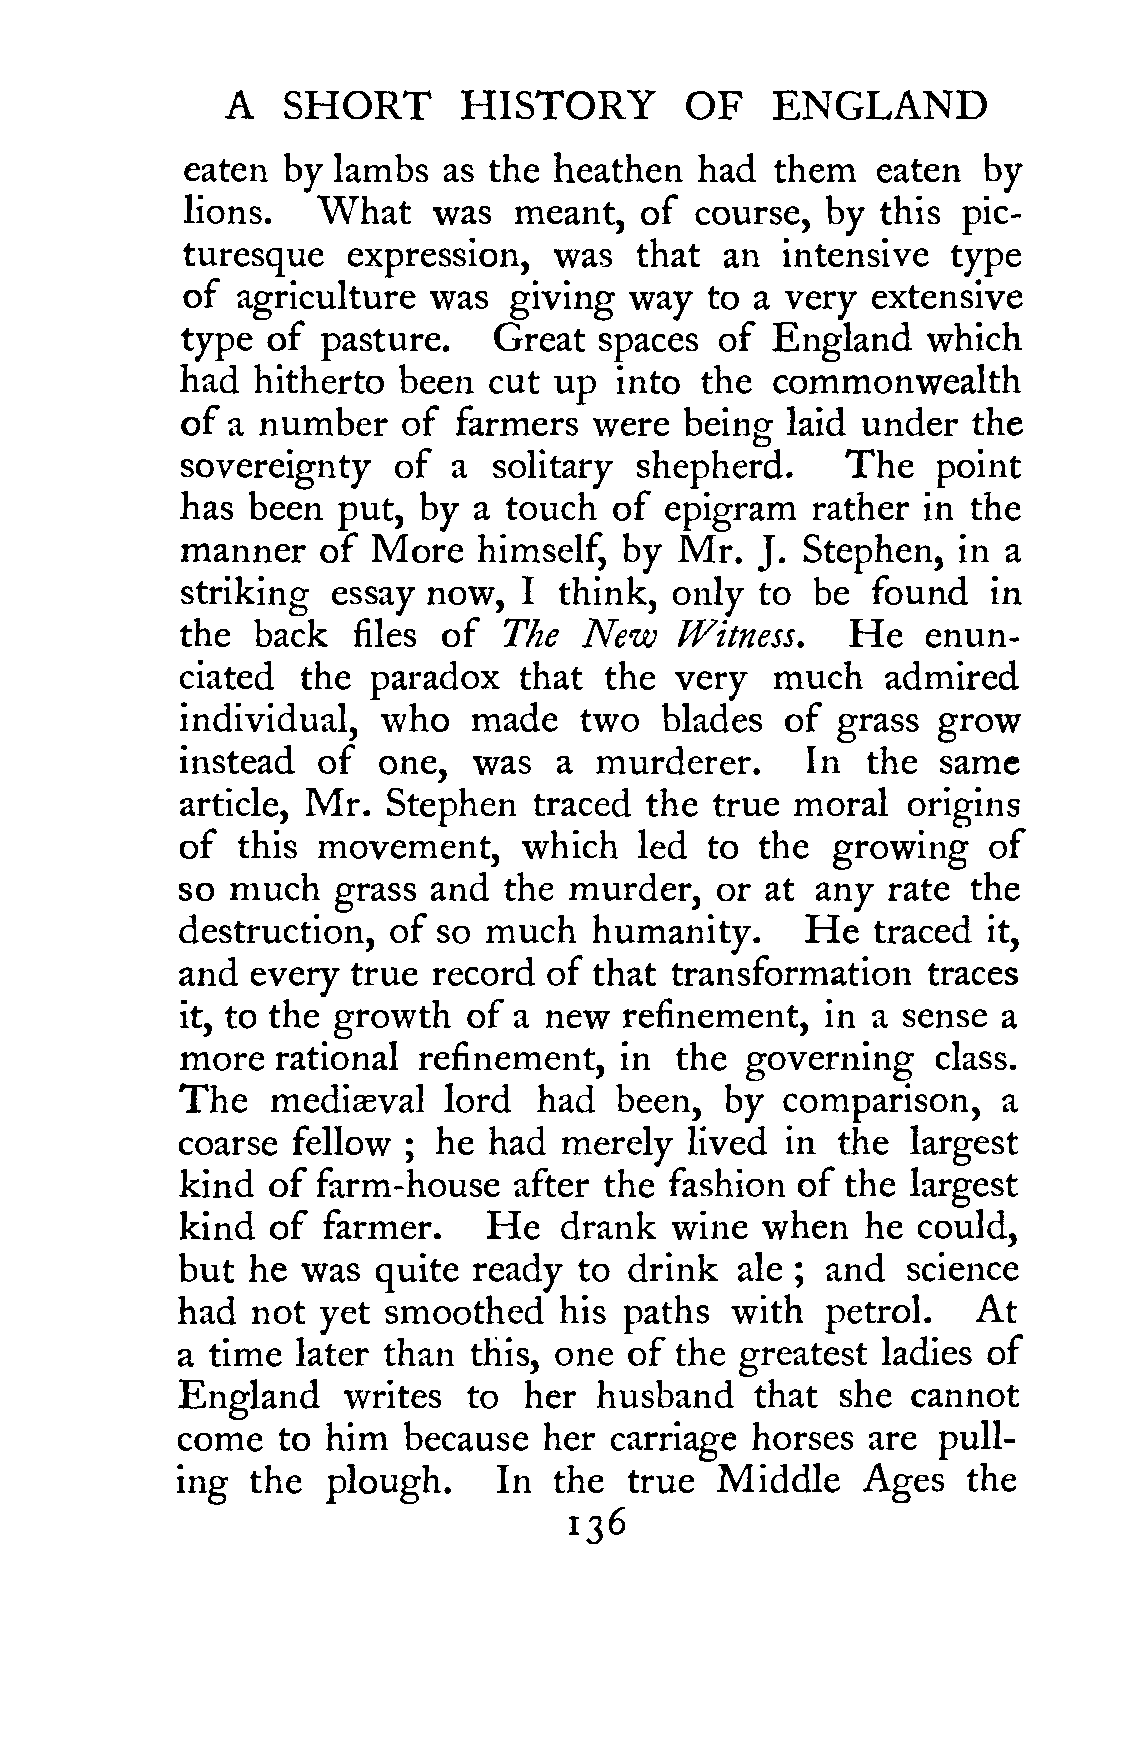 A SHORT HISTORY OF ENGLAND
eaten by lambs as the heathen had them eaten by
lions. What was meant, of course, by this pic-
turesque expression, was that an intensive type
of agriculture was giving way to a very extensive
type of pasture. Great spaces of England which
had hitherto been cut up into the commonwealth
of a number of farmers were being laid under the
sovereignty of a solitary shepherd. The point
has been put, by a touch of epigram rather in the
manner of More himself, by Mr. J. Stephen, in a
striking essay now, I think, only to be found in
the back files of The New Witness. He enun-
ciated the paradox that the very much admired
individual, who made two blades of grass grow
instead of one, was a murderer. In the same
article, Mr. Stephen traced the true moral origins
of this movement, which led to the growing of
so much grass and the murder, or at any rate the
destruction, of so much humanity. He traced it,
and every true record of that transformation traces
it, to the growth of a new refinement, in a sense a
more rational refinement, in the governing class.
The mediæval lord had been, by comparison, a
coarse fellow ; he had merely lived in the largest
kind of farm-house after the fashion of the largest
kind of farmer. He drank wine when he could,
but he was quite ready to drink ale ; and science
had not yet smoothed his paths with petrol. At
a time later than this, one of the greatest ladies of
England writes to her husband that she cannot
come to him because her carriage horses are pull-
ing the plough. In the true Middle Ages the
136